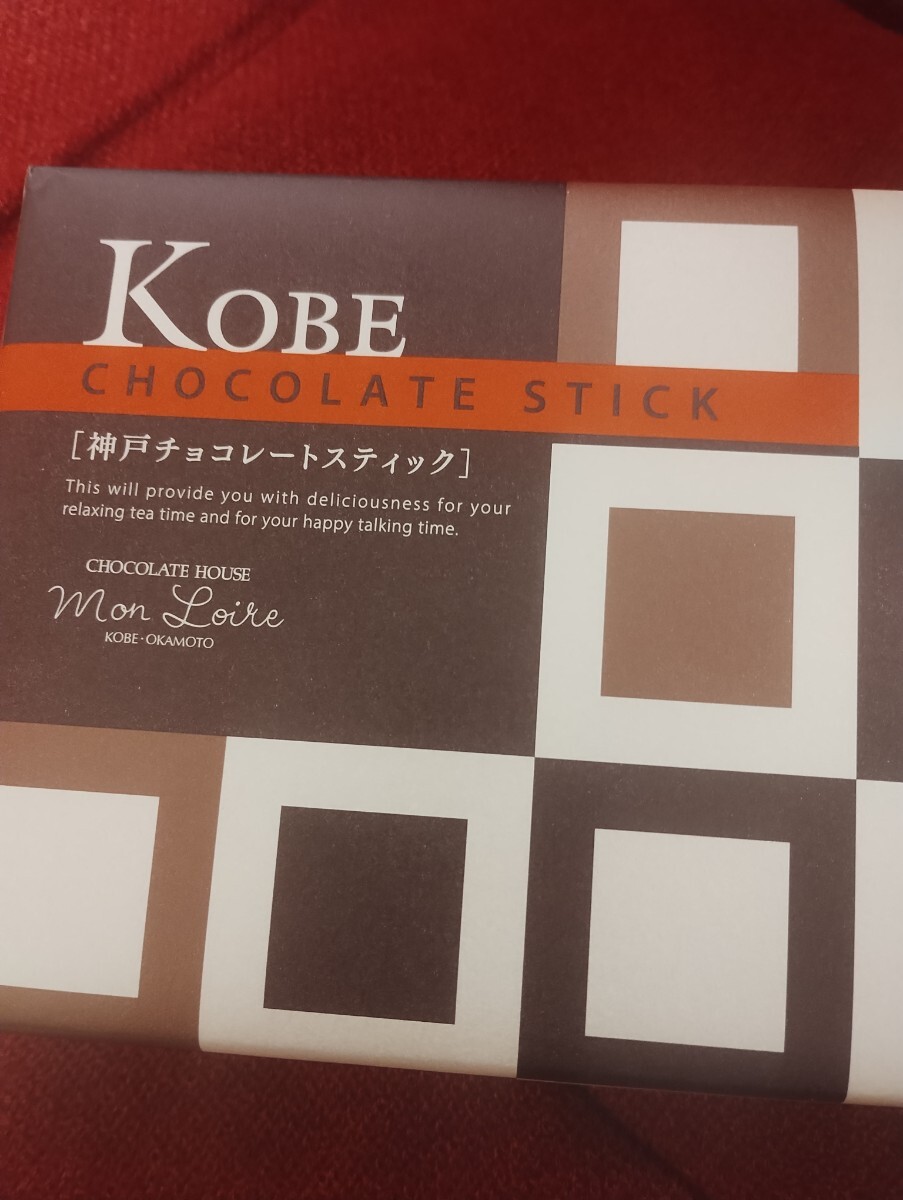 KOBE
CHOCOLATE STICK
[神戸チョコレートスティック]
This will provide you with deliciousness for your
relaxing tea time and for your happy talking time.
CHOCOLATE HOUSE
Mon Loire
KOBE・OKAMOTO